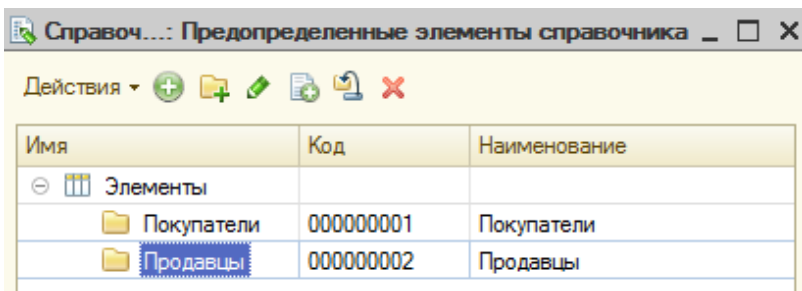 Справоч...: Предопределенные элементы справочника
Действия
Имя Код Наименование
Элементы
Покупатели 000000001 Покупатели
Продавцы 000000002 Продавцы